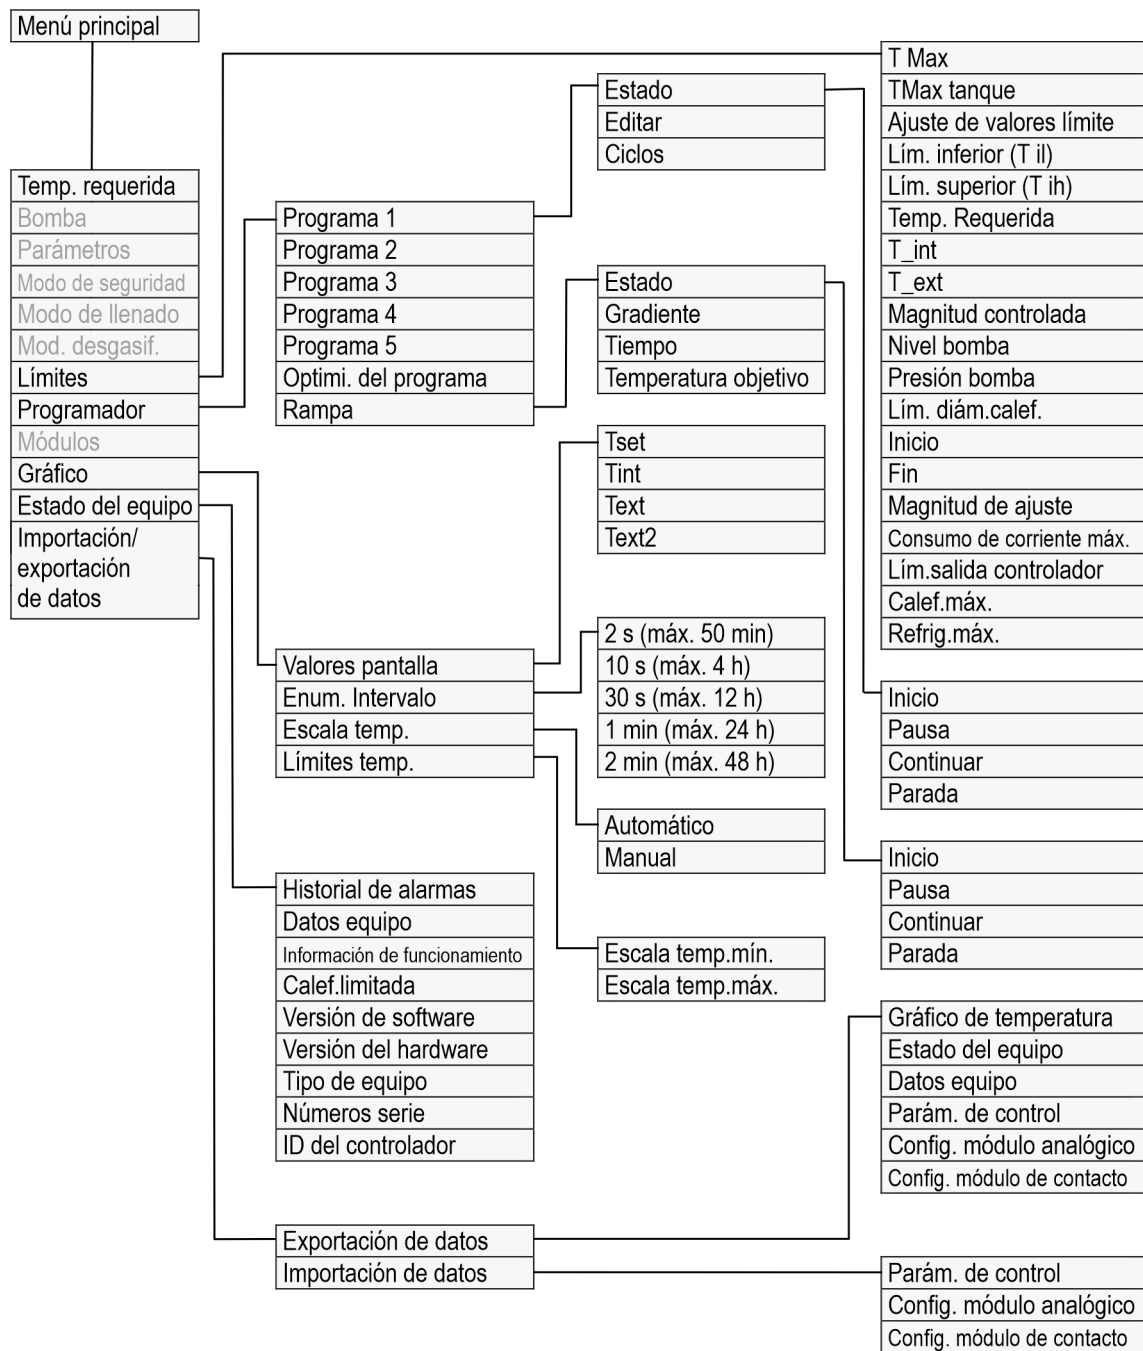 Menú principal
Temp. requerida
Bomba
Parámetros
Modo de seguridad
Modo de llenado
Mod. desgasif.
Límites
Programador
Módulos
Gráfico
Estado del equipo
Importación/
exportación
de datos
Programa 1
Programa 2
Programa 3
Programa 4
Programa 5
Optimi. del programa
Rampa
Valores pantalla
Enum. Intervalo
Escala temp.
Límites temp.
Historial de alarmas
Datos equipo
Información de funcionamiento
Calef.limitada
Versión de software
Versión del hardware
Tipo de equipo
Números serie
ID del controlador
Exportación de datos
Importación de datos
Estado
Editar
Ciclos
Estado
Gradiente
Tiempo
Temperatura objetivo
Tset
Tint
Text
Text2
2 s (máx. 50 min)
10 s (máx. 4 h)
30 s (máx. 12 h)
1 min (máx. 24 h)
2 min (máx. 48 h)
Automático
Manual
Escala temp.mín.
Escala temp.máx.
T Max
TMax tanque
Ajuste de valores límite
Lím. inferior (T il)
Lím. superior (T ih)
Temp. Requerida
T_int
T_ext
Magnitud controlada
Nivel bomba
Presión bomba
Lím. diám.calef.
Inicio
Fin
Magnitud de ajuste
Consumo de corriente máx.
Lím.salida controlador
Calef.máx.
Refrig.máx.
Inicio
Pausa
Continuar
Parada
Inicio
Pausa
Continuar
Parada
Gráfico de temperatura
Estado del equipo
Datos equipo
Parám. de control
Config. módulo analógico
Config. módulo de contacto
Parám. de control
Config. módulo analógico
Config. módulo de contacto